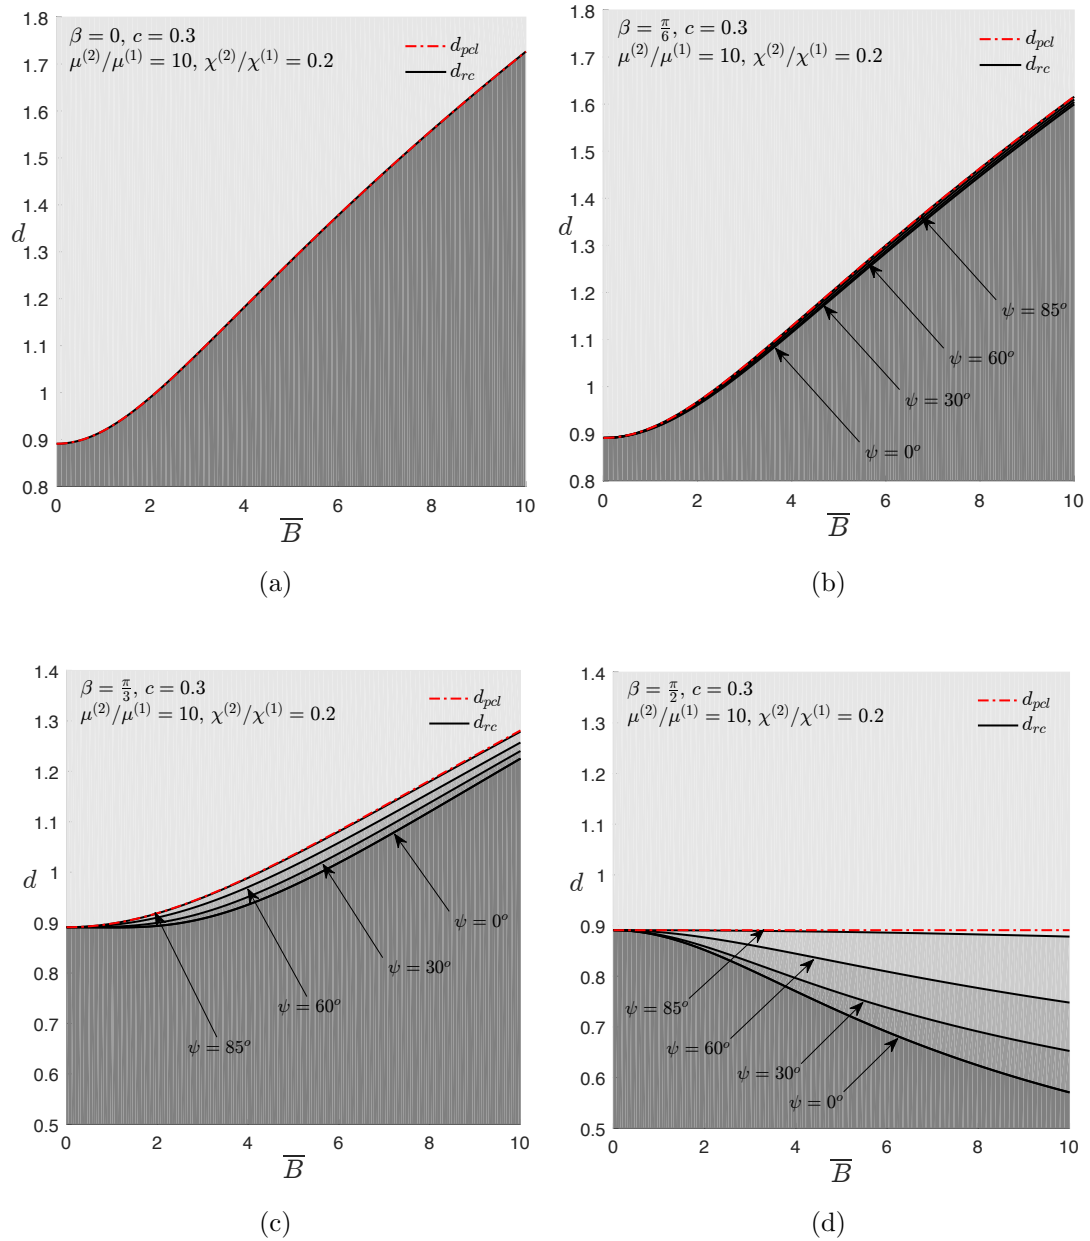 β = 0, c = 0.3
μ^(2)/μ^(1) = 10, χ^(2)/χ^(1) = 0.2
d_pcl
d_rc
1.8
1.7
1.6
1.5
1.4
1.3
1.2
1.1
1
0.9
0.8
d
0 2 4 6 8 10
B̅
(a)
β = π/6, c = 0.3
μ^(2)/μ^(1) = 10, χ^(2)/χ^(1) = 0.2
d_pcl
d_rc
1.8
1.7
1.6
1.5
1.4
1.3
1.2
1.1
1
0.9
0.8
d
ψ = 85°
ψ = 60°
ψ = 30°
ψ = 0°
0 2 4 6 8 10
B̅
(b)
β = π/3, c = 0.3
μ^(2)/μ^(1) = 10, χ^(2)/χ^(1) = 0.2
d_pcl
d_rc
1.4
1.3
1.2
1.1
1
0.9
0.8
0.7
0.6
0.5
d
ψ = 0°
ψ = 30°
ψ = 60°
ψ = 85°
0 2 4 6 8 10
B̅
(c)
β = π/2, c = 0.3
μ^(2)/μ^(1) = 10, χ^(2)/χ^(1) = 0.2
d_pcl
d_rc
1.4
1.3
1.2
1.1
1
0.9
0.8
0.7
0.6
0.5
d
ψ = 85°
ψ = 60°
ψ = 30°
ψ = 0°
0 2 4 6 8 10
B̅
(d)